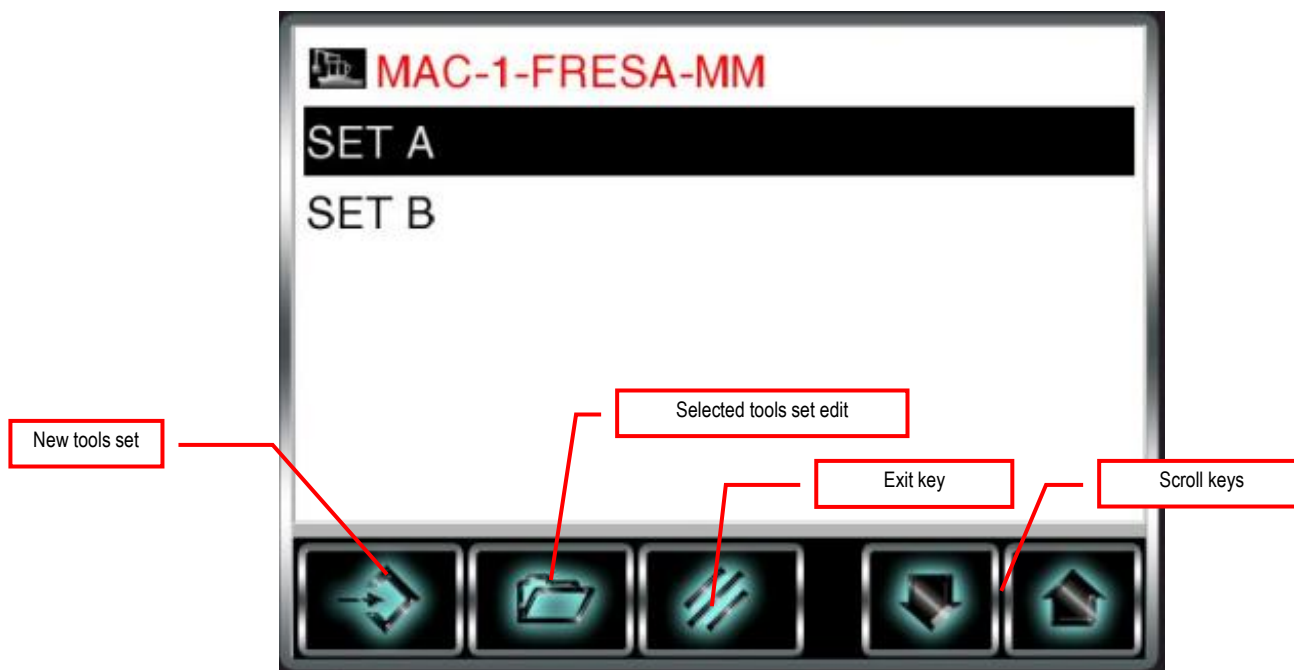 MAC-1-FRESA-MM
SET A
SET B
Selected tools set edit
New tools set
Exit key
Scroll keys